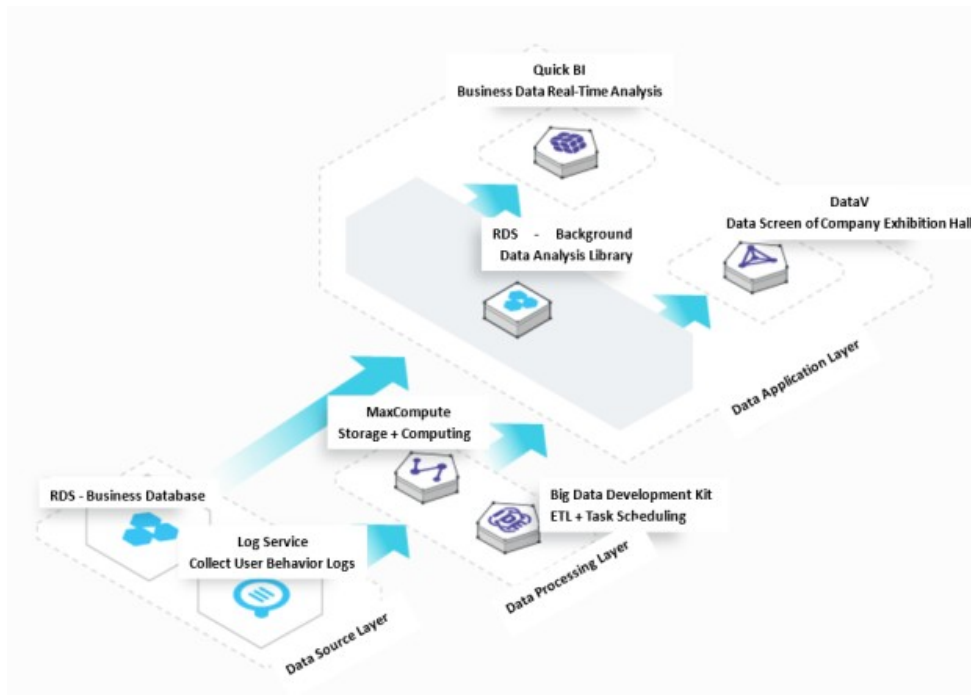 Quick BI
Business Data Real-Time Analysis
DataV
Data Screen of Company Exhibition Hall
RDS - Background
Data Analysis Library
Data Application Layer
MaxCompute
Storage + Computing
RDS - Business Database
Big Data Development Kit
ETL + Task Scheduling
Log Service
Collect User Behavior Logs
Data Processing Layer
Data Source Layer